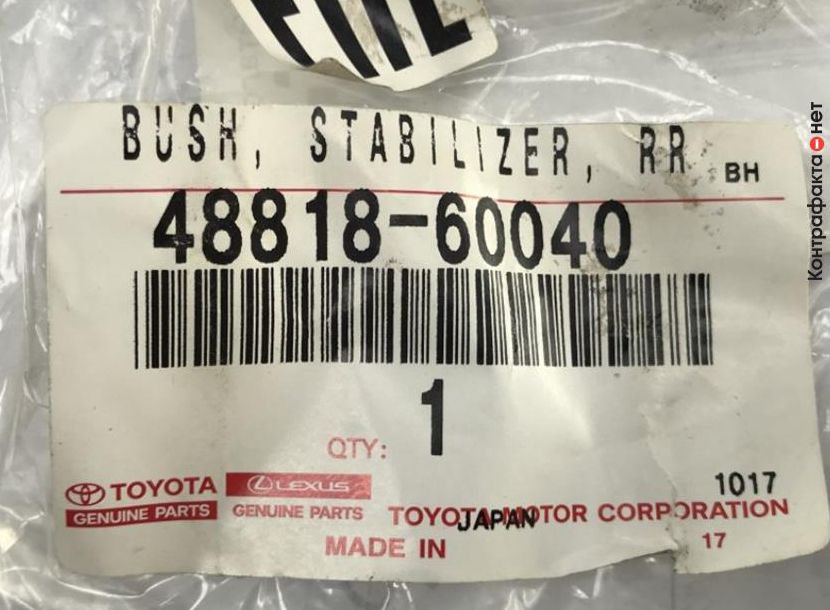 BUSH, STABILIZER, RR
BH
48818-60040
1
QTY:
TOYOTA
GENUINE PARTS
LEXUS
GENUINE PARTS
1017
TOYOTA MOTOR CORPORATION
JAPAN
MADE IN
17
Контрафакта нет